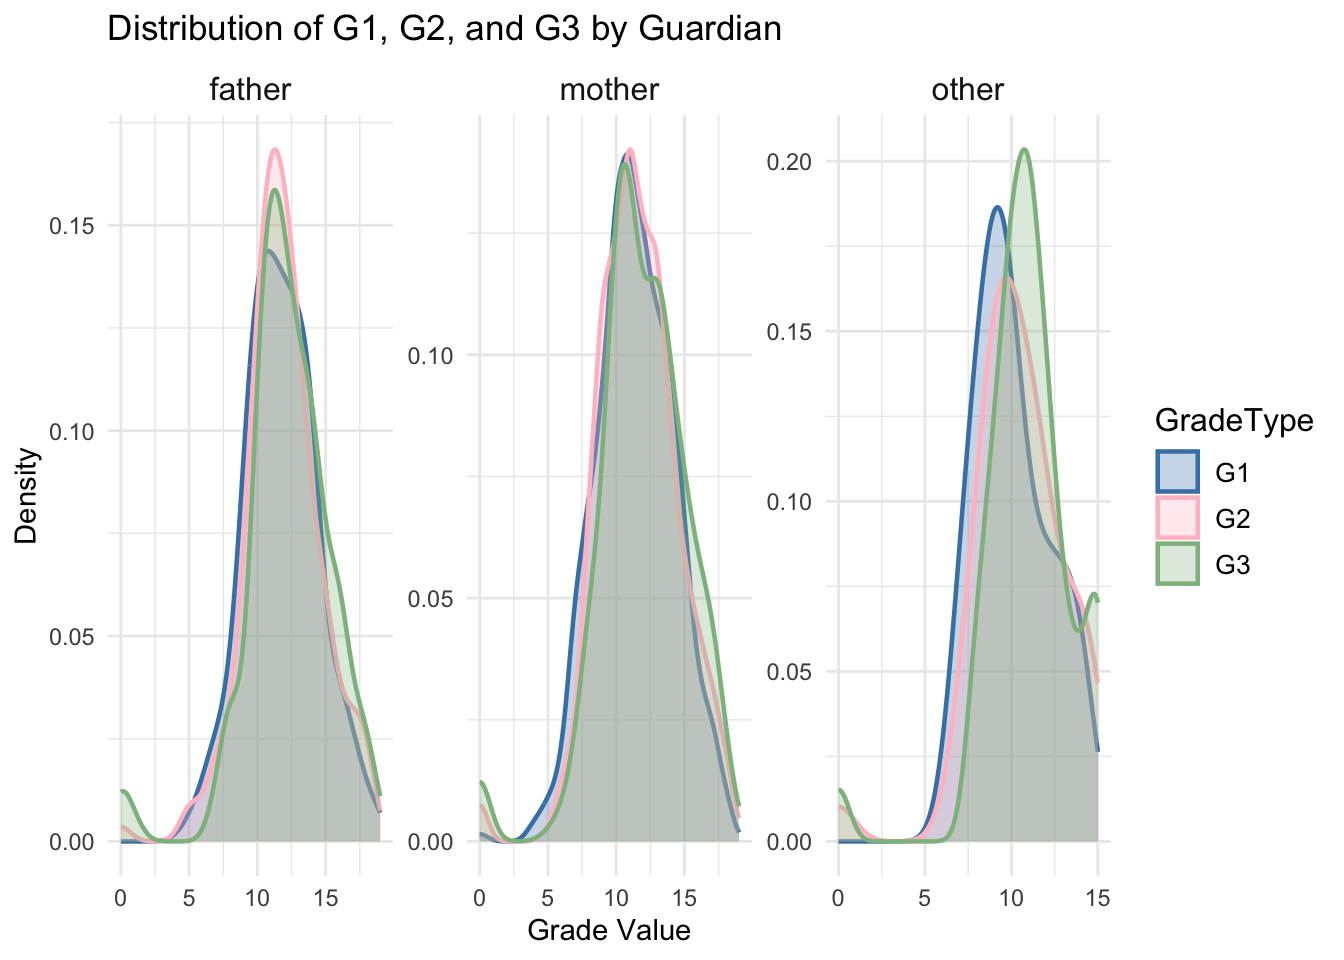 Distribution of G1, G2, and G3 by Guardian
father
mother
other
Density
0.15
0.10
0.05
0.00
0.10
0.05
0.00
0.20
0.15
0.10
0.05
0.00
0 5 10 15
0 5 10 15
0 5 10 15
Grade Value
GradeType
G1
G2
G3